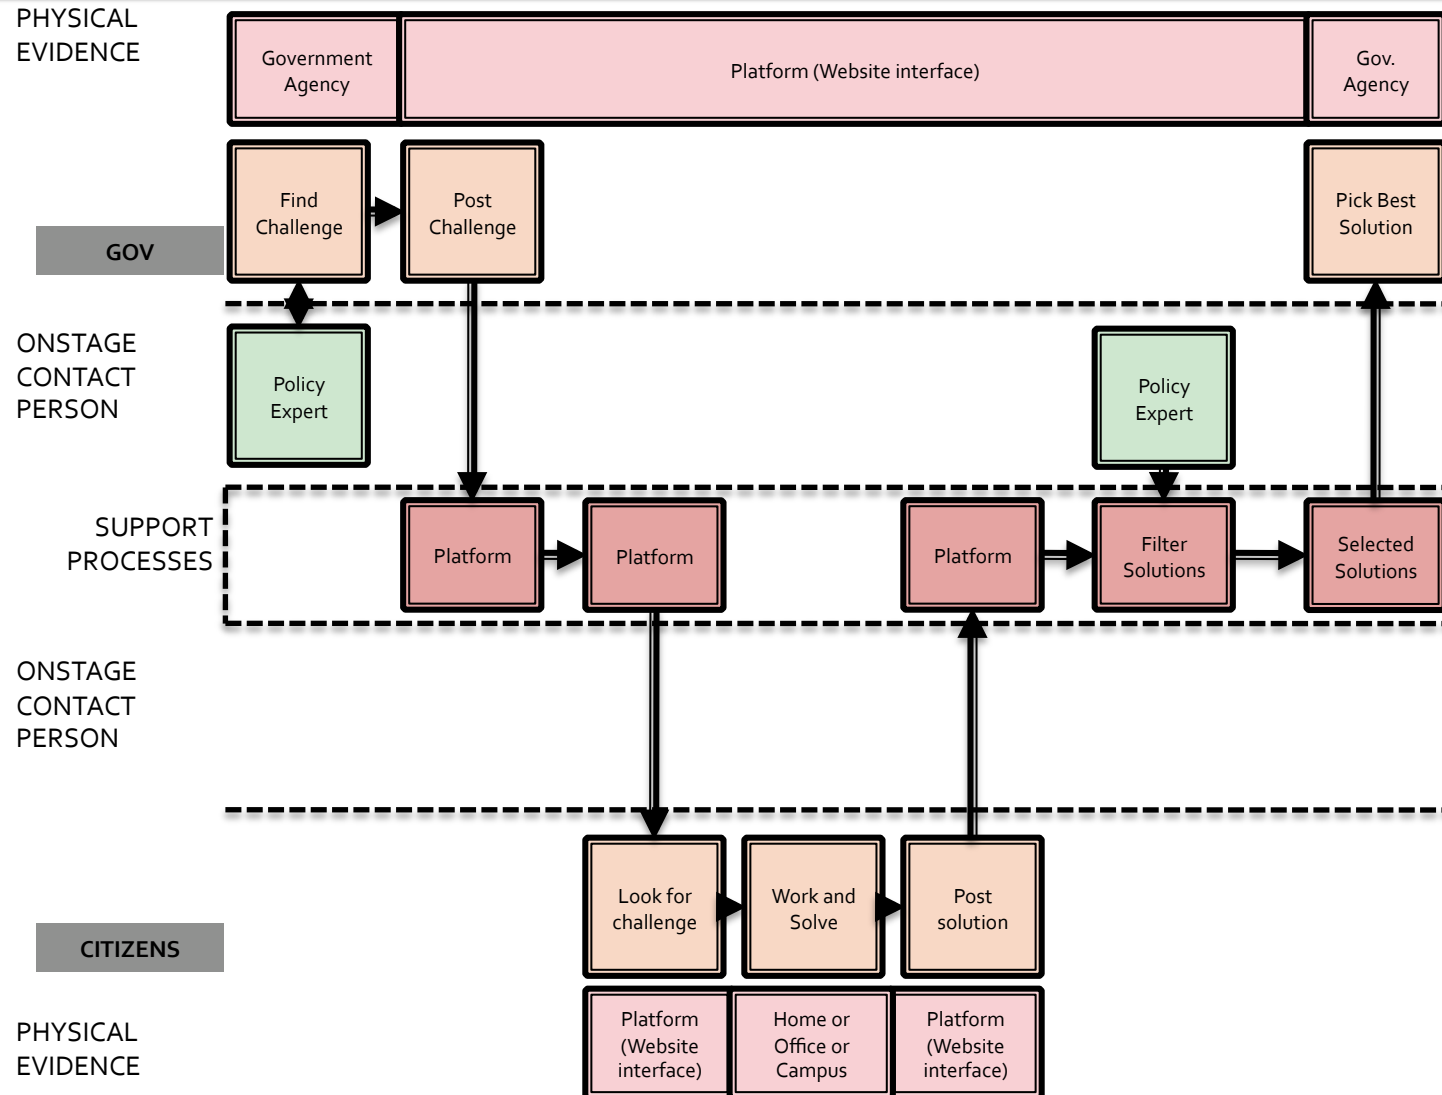 PHYSICAL
EVIDENCE
Government
Agency
Platform (Website interface)
Gov.
Agency
Find
Challenge
Post
Challenge
Pick Best
Solution
GOV
ONSTAGE
CONTACT
PERSON
Policy
Expert
Policy
Expert
SUPPORT
PROCESSES
Platform
Platform
Platform
Filter
Solutions
Selected
Solutions
ONSTAGE
CONTACT
PERSON
Look for
challenge
Work and
Solve
Post
solution
CITIZENS
PHYSICAL
EVIDENCE
Platform
(Website
interface)
Home or
Office or
Campus
Platform
(Website
interface)